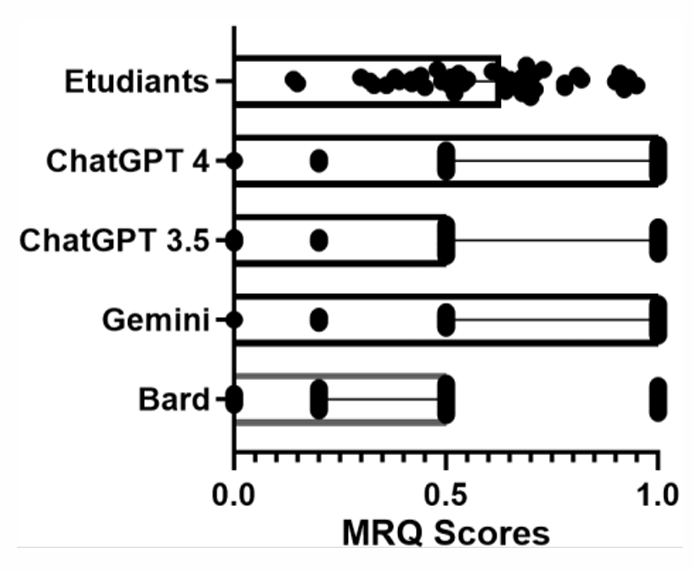 Etudiants
ChatGPT 4
ChatGPT 3.5
Gemini
Bard
0.0 0.5 1.0
MRQ Scores